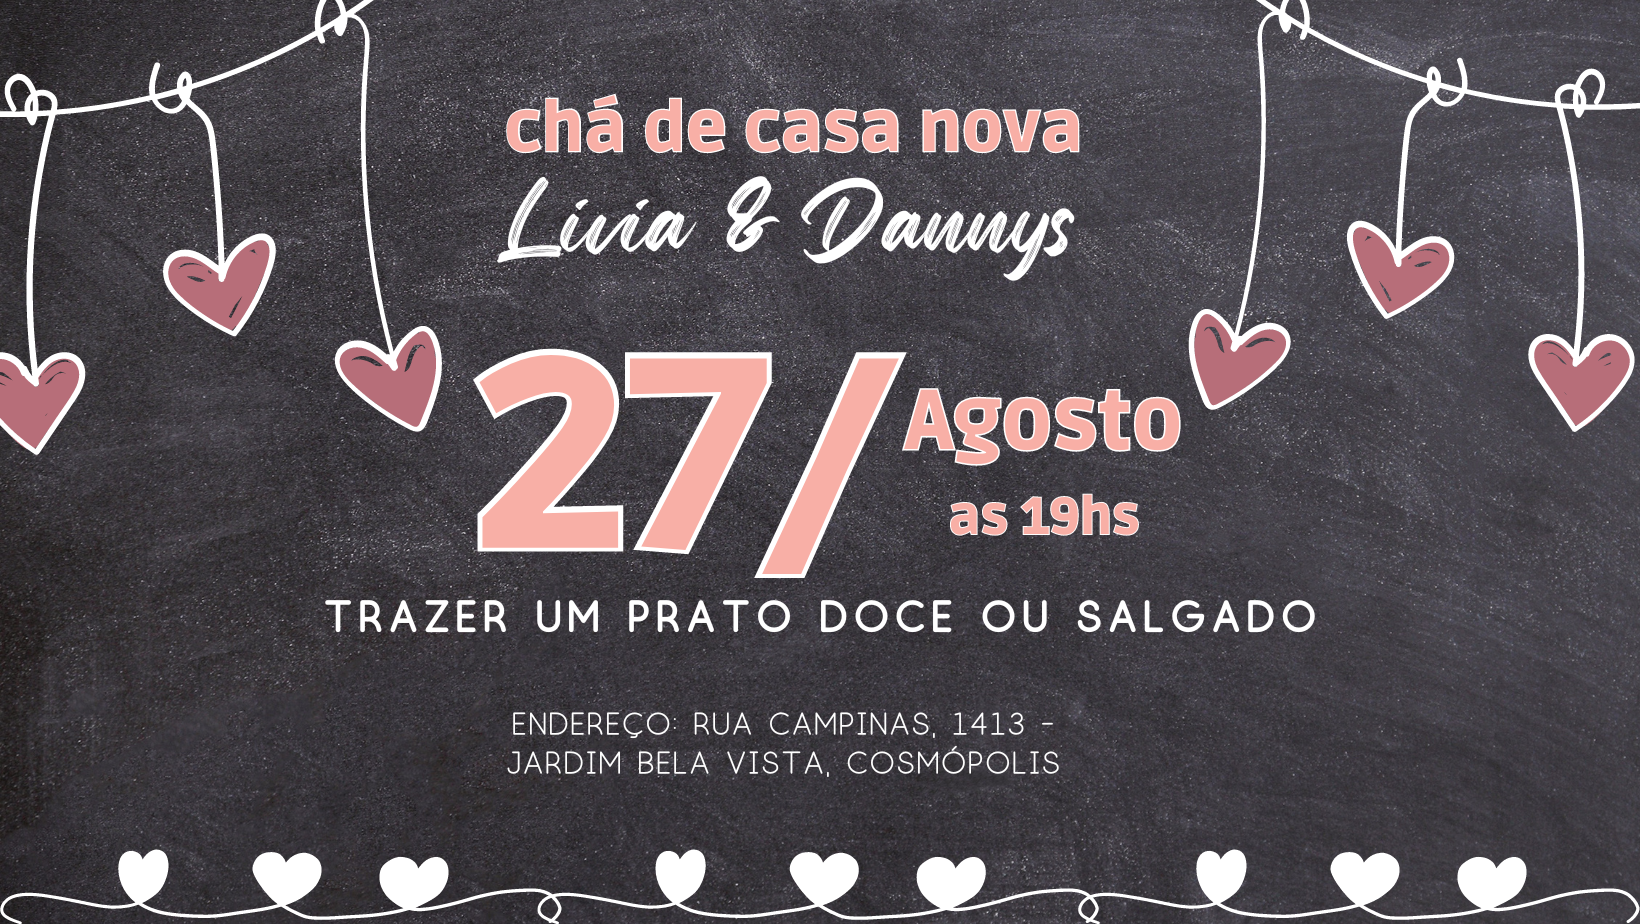 chá de casa nova
Livia & Dannys
27/ Agosto
as 19hs
TRAZER UM PRATO DOCE OU SALGADO
ENDEREÇO: RUA CAMPINAS, 1413 -
JARDIM BELA VISTA, COSMÓPOLIS